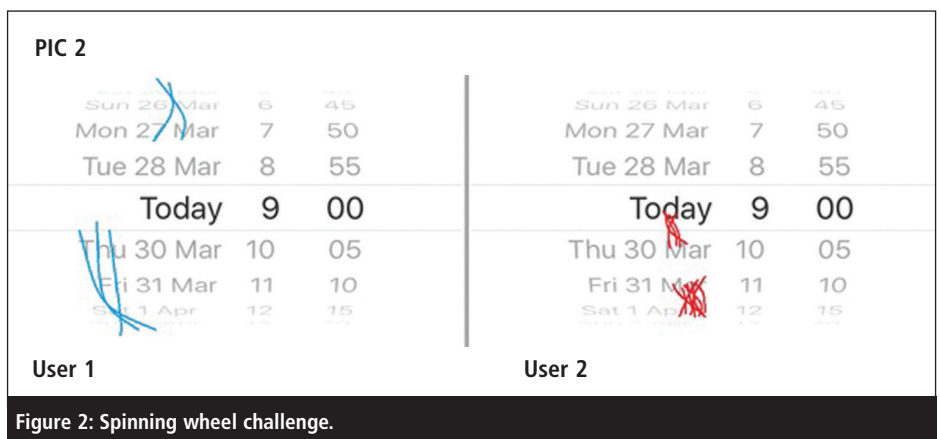 PIC 2
Sun 26 Mar 6 45
Mon 27 Mar 7 50
Tue 28 Mar 8 55
Today 9 00
Thu 30 Mar 10 05
Fri 31 Mar 11 10
Sat 1 Apr 12 15
User 1
Sun 26 Mar 6 45
Mon 27 Mar 7 50
Tue 28 Mar 8 55
Today 9 00
Thu 30 Mar 10 05
Fri 31 Mar 11 10
Sat 1 Apr 12 15
User 2
Figure 2: Spinning wheel challenge.